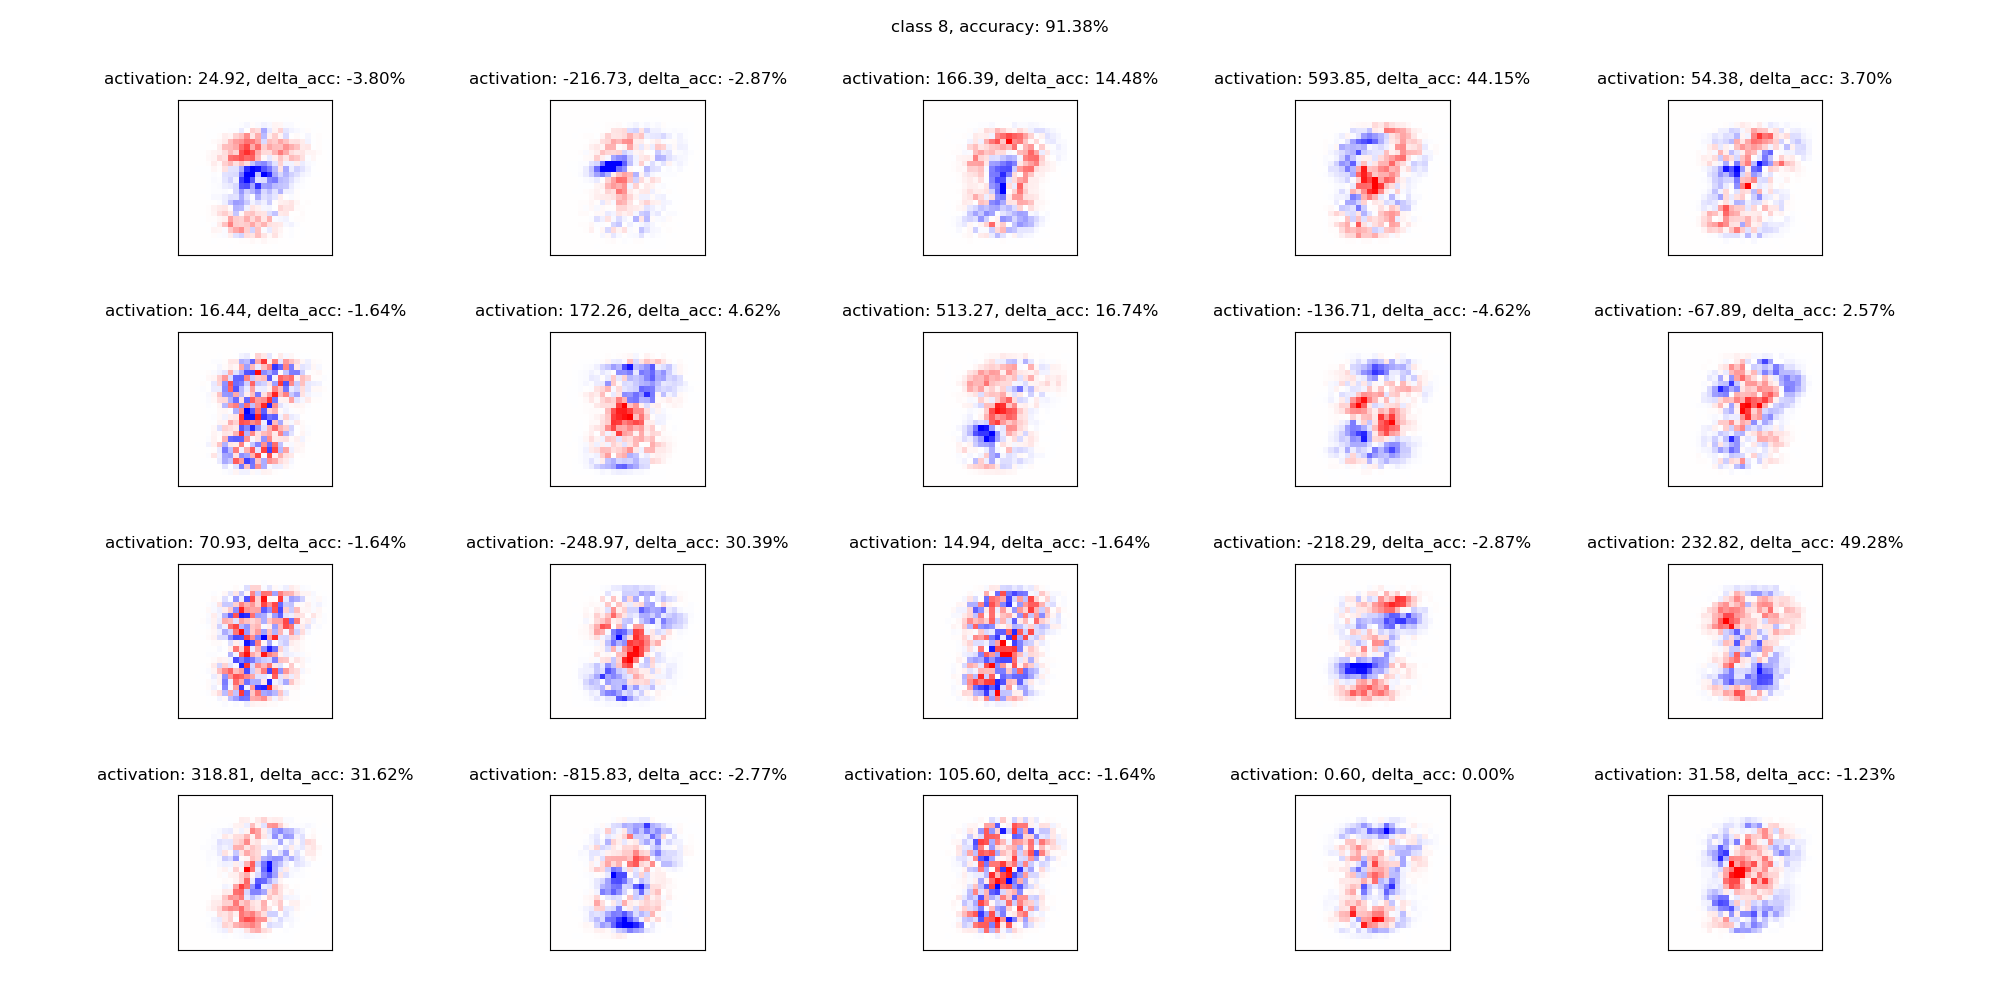 class 8, accuracy: 91.38%
activation: 24.92, delta_acc: -3.80%
activation: -216.73, delta_acc: -2.87%
activation: 166.39, delta_acc: 14.48%
activation: 593.85, delta_acc: 44.15%
activation: 54.38, delta_acc: 3.70%
activation: 16.44, delta_acc: -1.64%
activation: 172.26, delta_acc: 4.62%
activation: 513.27, delta_acc: 16.74%
activation: -136.71, delta_acc: -4.62%
activation: -67.89, delta_acc: 2.57%
activation: 70.93, delta_acc: -1.64%
activation: -248.97, delta_acc: 30.39%
activation: 14.94, delta_acc: -1.64%
activation: -218.29, delta_acc: -2.87%
activation: 232.82, delta_acc: 49.28%
activation: 318.81, delta_acc: 31.62%
activation: -815.83, delta_acc: -2.77%
activation: 105.60, delta_acc: -1.64%
activation: 0.60, delta_acc: 0.00%
activation: 31.58, delta_acc: -1.23%